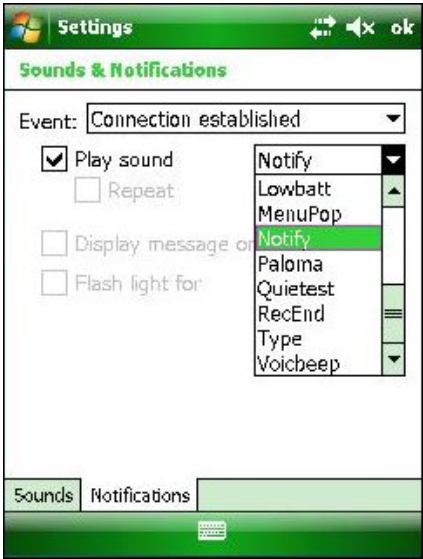 Settings ok
Sounds & Notifications
Event: Connection established
Play sound Notify
Repeat Lowbatt
MenuPop
Display message on Notify
Paloma
Flash light for Quietest
RecEnd
Type
Voicbeep
Sounds Notifications